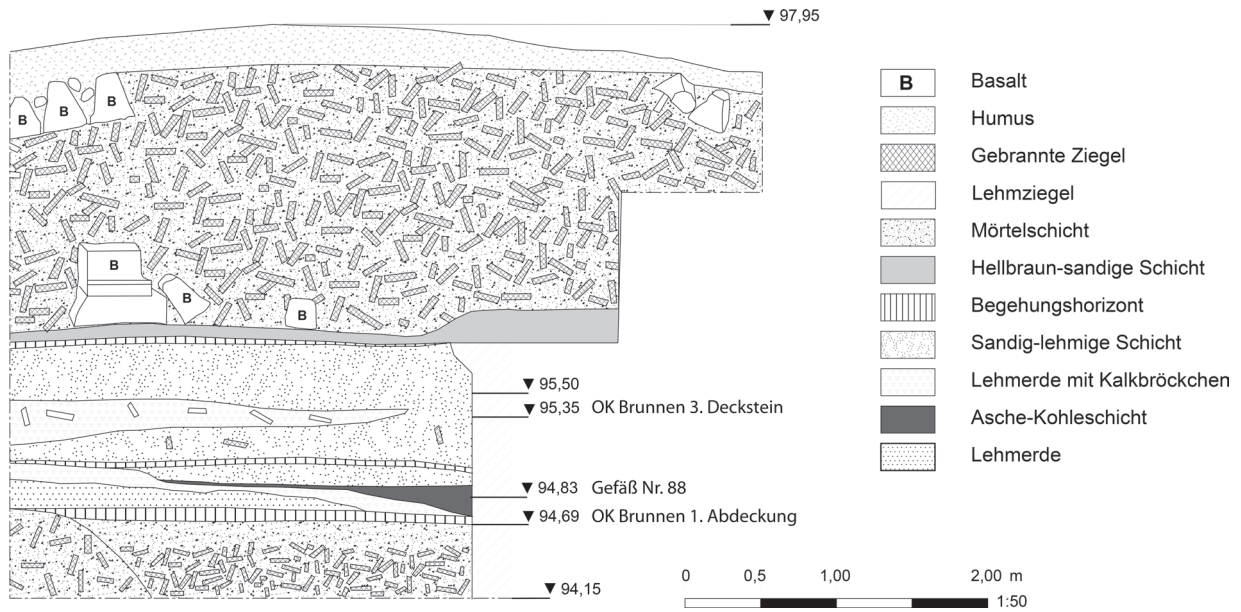 97,95
B
B
B
B
B
B
95,50
95,35 OK Brunnen 3. Deckstein
94,83 Gefäß Nr. 88
94,69 OK Brunnen 1. Abdeckung
94,15
B Basalt
Humus
Gebrannte Ziegel
Lehmziegel
Mörtelschicht
Hellbraun-sandige Schicht
Begehungshorizont
Sandig-lehmige Schicht
Lehmerde mit Kalkbröckchen
Asche-Kohleschicht
Lehmerde
0 0,5 1,00 2,00 m
1:50